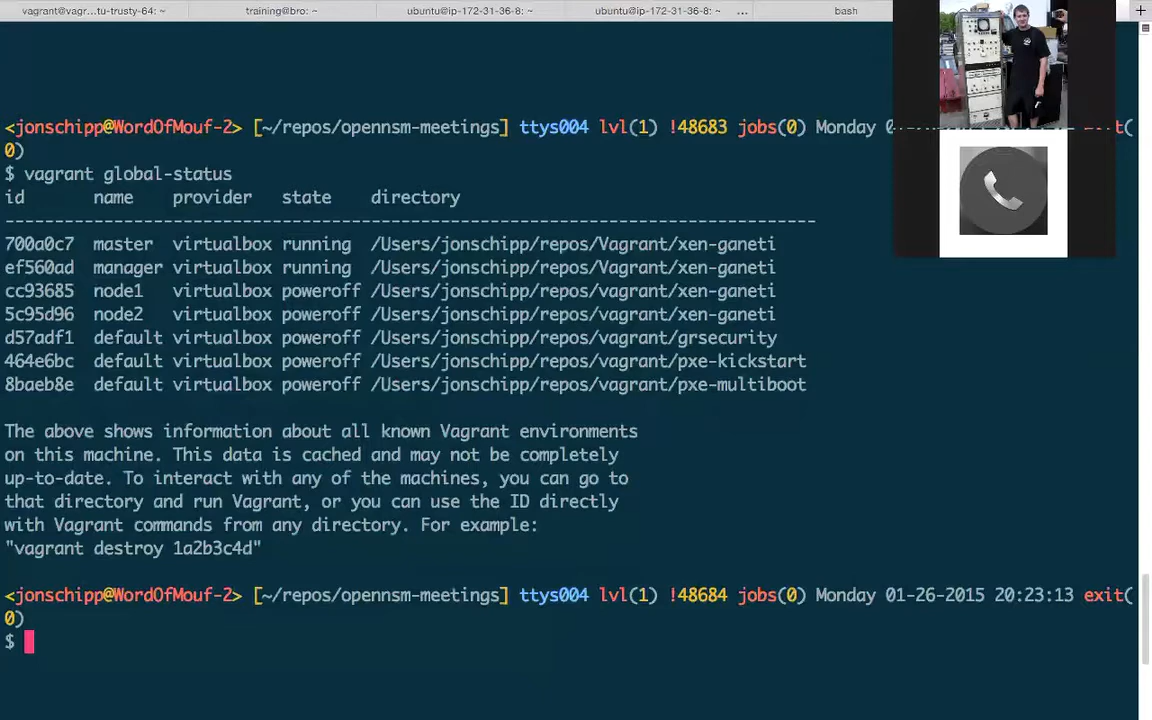 vagrant@vagr...tu-trusty-64: ~ training@bro: ~ ubuntu@ip-172-31-36-8: ~ ubuntu@ip-172-31-36-8: ~ ... bash +
<jonschipp@WordOfMouf-2> [~/repos/opennsm-meetings] ttys004 lvl(1) !48683 jobs(0) Monday
0)
$ vagrant global-status
id name provider state directory
--------------------------------------------------------------------------------
700a0c7 master virtualbox running /Users/jonschipp/repos/Vagrant/xen-ganeti
ef560ad manager virtualbox running /Users/jonschipp/repos/Vagrant/xen-ganeti
cc93685 node1 virtualbox poweroff /Users/jonschipp/repos/Vagrant/xen-ganeti
5c95d96 node2 virtualbox poweroff /Users/jonschipp/repos/Vagrant/xen-ganeti
d57adf1 default virtualbox poweroff /Users/jonschipp/repos/vagrant/grsecurity
464e6bc default virtualbox poweroff /Users/jonschipp/repos/vagrant/pxe-kickstart
8baeb8e default virtualbox poweroff /Users/jonschipp/repos/vagrant/pxe-multiboot
The above shows information about all known Vagrant environments
on this machine. This data is cached and may not be completely
up-to-date. To interact with any of the machines, you can go to
that directory and run Vagrant, or you can use the ID directly
with Vagrant commands from any directory. For example:
"vagrant destroy 1a2b3c4d"
<jonschipp@WordOfMouf-2> [~/repos/opennsm-meetings] ttys004 lvl(1) !48684 jobs(0) Monday 01-26-2015 20:23:13 exit(
0)
$